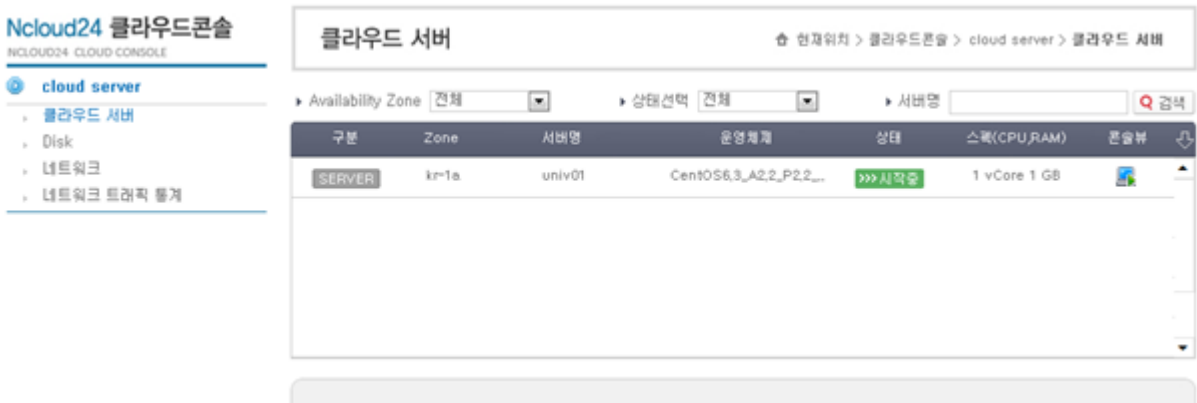 Ncloud24 클라우드콘솔
NCLOUD24 CLOUD CONSOLE
cloud server
클라우드 서버
Disk
네트워크
네트워크 트래픽 통계
클라우드 서버
현재위치 > 클라우드콘솔 > cloud server > 클라우드 서버
Availability Zone 전체 상태선택 전체 서버명 검색
구분 Zone 서버명 운영체제 상태 스펙(CPU,RAM) 콘솔뷰
SERVER kr-1a univ01 CentOS6,3_A2,2_P2,2_,,, >>> 시작중 1 vCore 1 GB